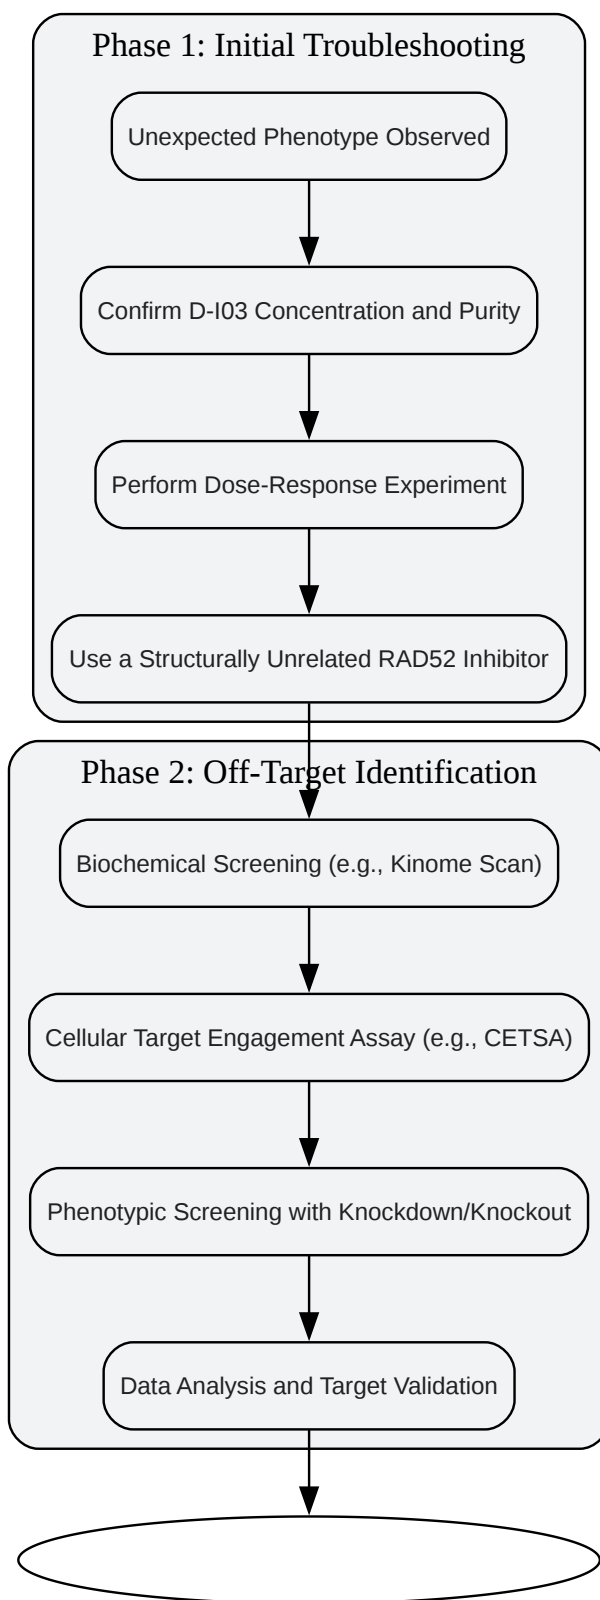 Phase 1: Initial Troubleshooting
Unexpected Phenotype Observed
Confirm D-I03 Concentration and Purity
Perform Dose-Response Experiment
Use a Structurally Unrelated RAD52 Inhibitor
Phase 2: Off-Target Identification
Biochemical Screening (e.g., Kinome Scan)
Cellular Target Engagement Assay (e.g., CETSA)
Phenotypic Screening with Knockdown/Knockout
Data Analysis and Target Validation